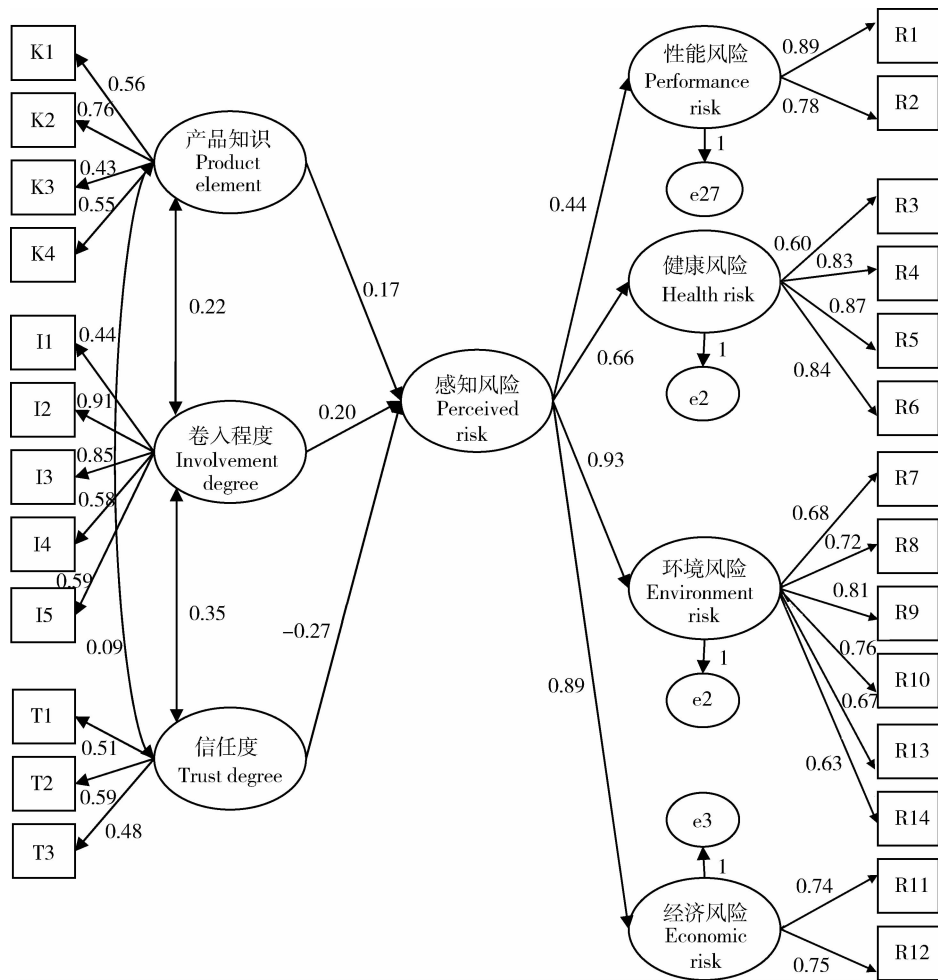 K1
K2
K3
K4
0.56
0.76
0.43
0.55
产品知识
Product
element
0.22
0.17
I1
I2
I3
I4
I5
0.44
0.91
0.85
0.58
0.59
卷入程度
Involvement
degree
0.20
0.35
0.09
-0.27
T1
T2
T3
0.51
0.59
0.48
信任度
Trust degree
感知风险
Perceived
risk
0.44
0.66
0.93
0.89
性能风险
Performance
risk
1
e27
0.89
0.78
R1
R2
健康风险
Health risk
1
e2
0.60
0.83
0.87
0.84
R3
R4
R5
R6
环境风险
Environment
risk
1
e2
0.68
0.72
0.81
0.76
0.67
0.63
R7
R8
R9
R10
R13
R14
e3
1
经济风险
Economic
risk
0.74
0.75
R11
R12